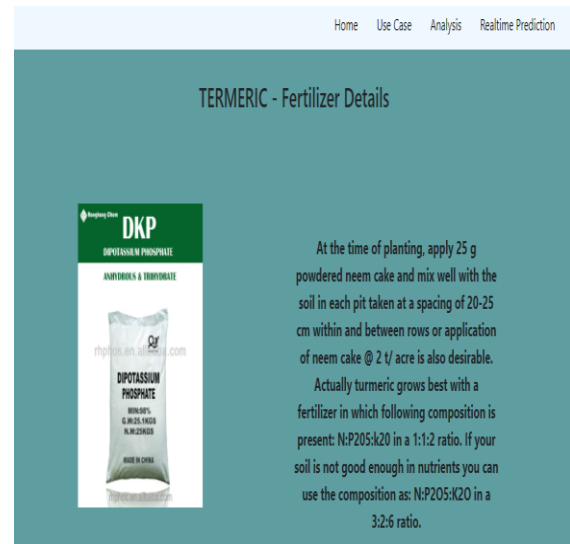 Home Use Case Analysis Realtime Prediction
TERMERIC - Fertilizer Details
DKP
DIPOTASSIUM PHOSPHATE
ANHYDROUS & TRIHYDRATE
DIPOTASSIUM
PHOSPHATE
MIN:98%
G.W:25.1KGS
N.W:25KGS
MADE IN CHINA
At the time of planting, apply 25 g
powdered neem cake and mix well with the
soil in each pit taken at a spacing of 20-25
cm within and between rows or application
of neem cake @ 2 t/ acre is also desirable.
Actually turmeric grows best with a
fertilizer in which following composition is
present: N:P205:k20 in a 1:1:2 ratio. If your
soil is not good enough in nutrients you can
use the composition as: N:P2O5:K2O in a
3:2:6 ratio.